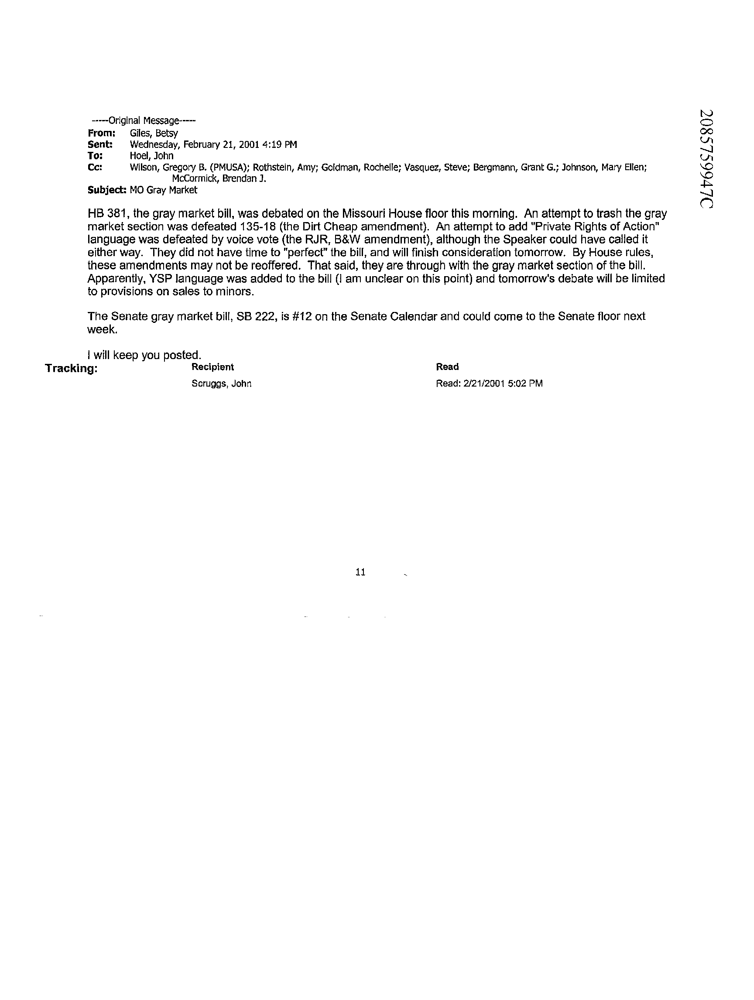 -----Original Message-----
From: Giles, Betsy
Sent: Wednesday, February 21, 2001 4:19 PM
To: Hoel, John
Cc: Wilson, Gregory B. (PMUSA); Rothstein, Amy; Goldman, Rochelle; Vasquez, Steve; Bergmann, Grant G.; Johnson, Mary Ellen;
McCormick, Brendan J.
Subject: MO Gray Market
HB 381, the gray market bill, was debated on the Missouri House floor this morning. An attempt to trash the gray
market section was defeated 135-18 (the Dirt Cheap amendment). An attempt to add "Private Rights of Action"
language was defeated by voice vote (the RJR, B&W amendment), although the Speaker could have called it
either way. They did not have time to "perfect" the bill, and will finish consideration tomorrow. By House rules,
these amendments may not be reoffered. That said, they are through with the gray market section of the bill.
Apparently, YSP language was added to the bill (I am unclear on this point) and tomorrow's debate will be limited
to provisions on sales to minors.
The Senate gray market bill, SB 222, is #12 on the Senate Calendar and could come to the Senate floor next
week.
I will keep you posted.
Tracking: Recipient Read
Scruggs, John Read: 2/21/2001 5:02 PM
11
2085759947C